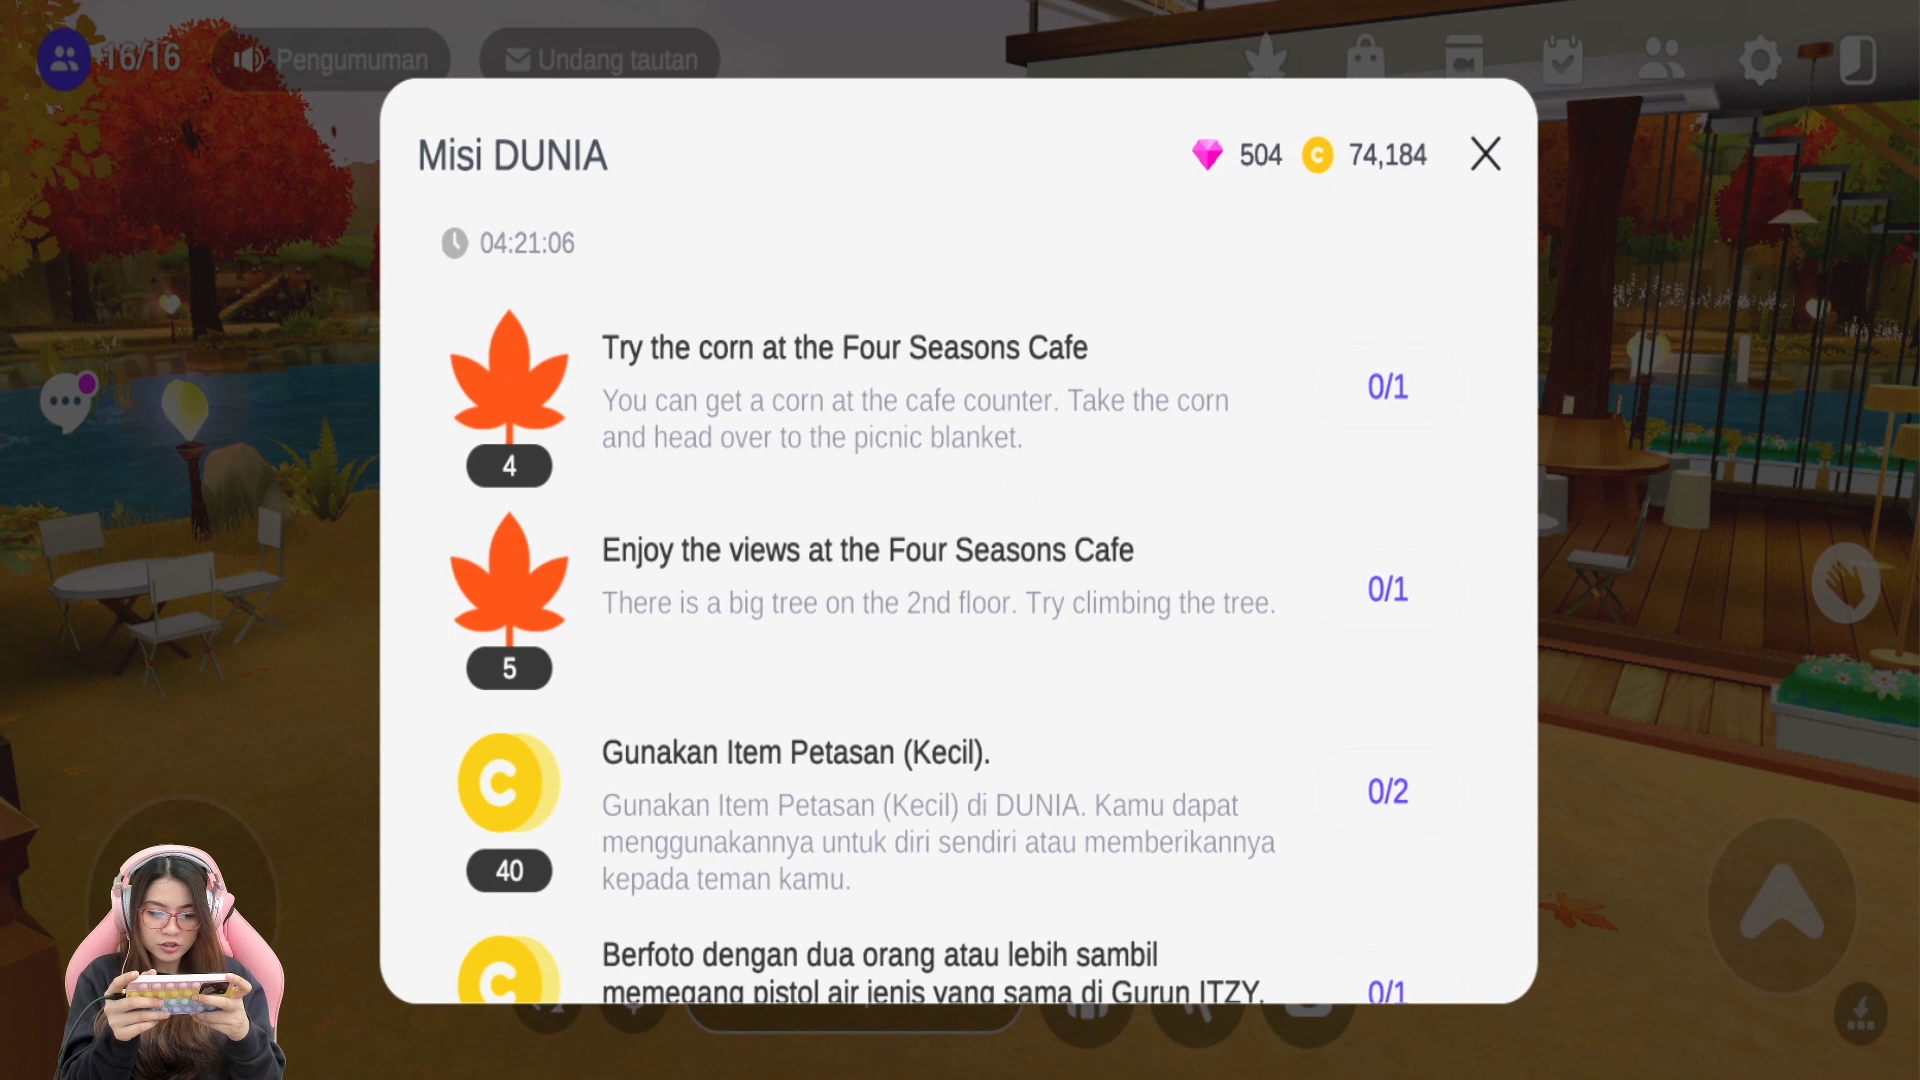 16/16
Pengumuman
Undang tautan
Misi DUNIA
504
74,184
04:21:06
Try the corn at the Four Seasons Cafe
You can get a corn at the cafe counter. Take the corn
and head over to the picnic blanket.
4
0/1
Enjoy the views at the Four Seasons Cafe
There is a big tree on the 2nd floor. Try climbing the tree.
5
0/1
Gunakan Item Petasan (Kecil).
Gunakan Item Petasan (Kecil) di DUNIA. Kamu dapat
menggunakannya untuk diri sendiri atau memberikannya
kepada teman kamu.
40
0/2
Berfoto dengan dua orang atau lebih sambil
memegang pistol air jenis yang sama di Gurun ITZY.
0/1